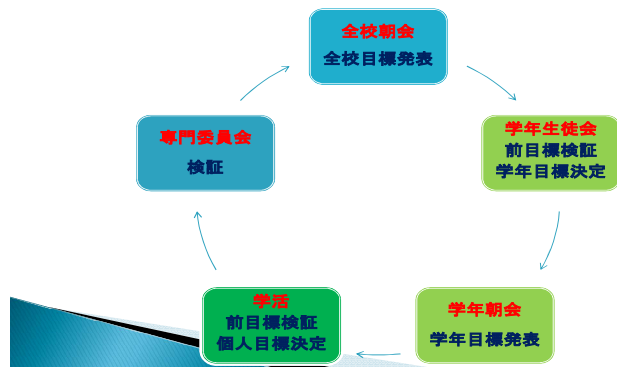 全校朝会
全校目標発表
学年生徒会
前目標検証
学年目標決定
学年朝会
学年目標発表
学活
前目標検証
個人目標決定
専門委員会
検証